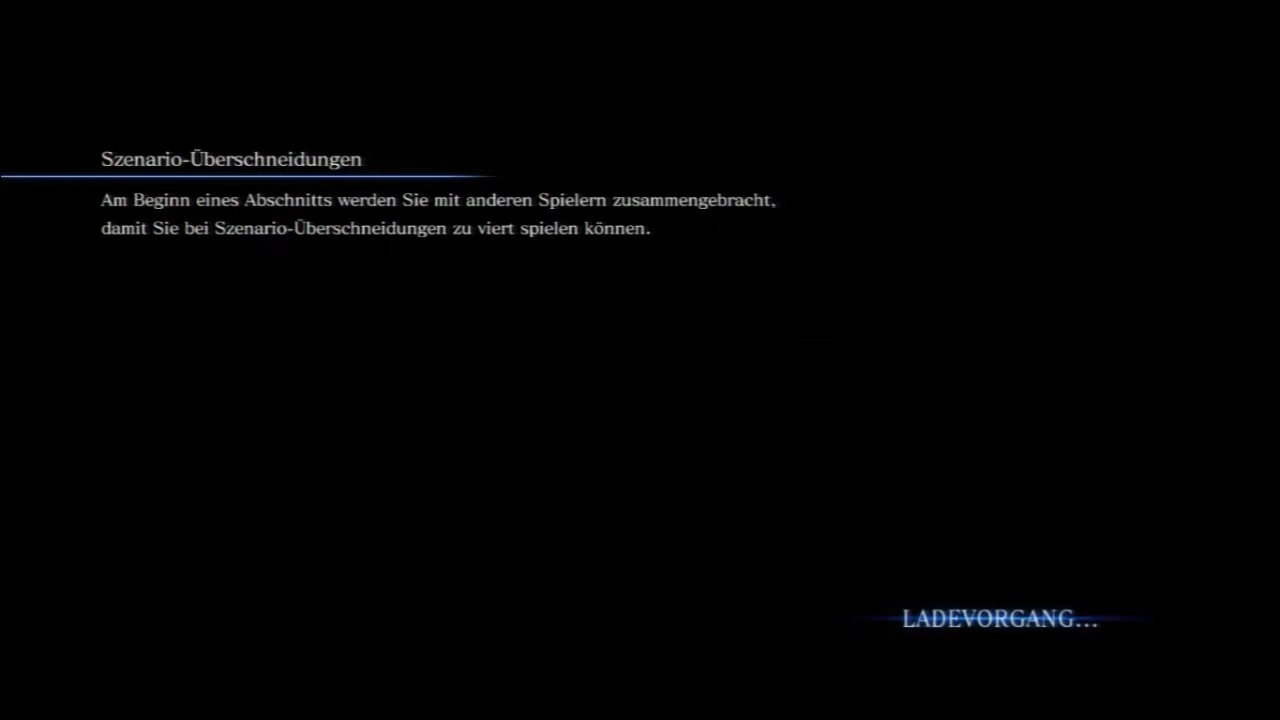 Szenario-Überschneidungen
Am Beginn eines Abschnitts werden Sie mit anderen Spielern zusammengebracht,
damit Sie bei Szenario-Überschneidungen zu viert spielen können.
LADEVORGANG...